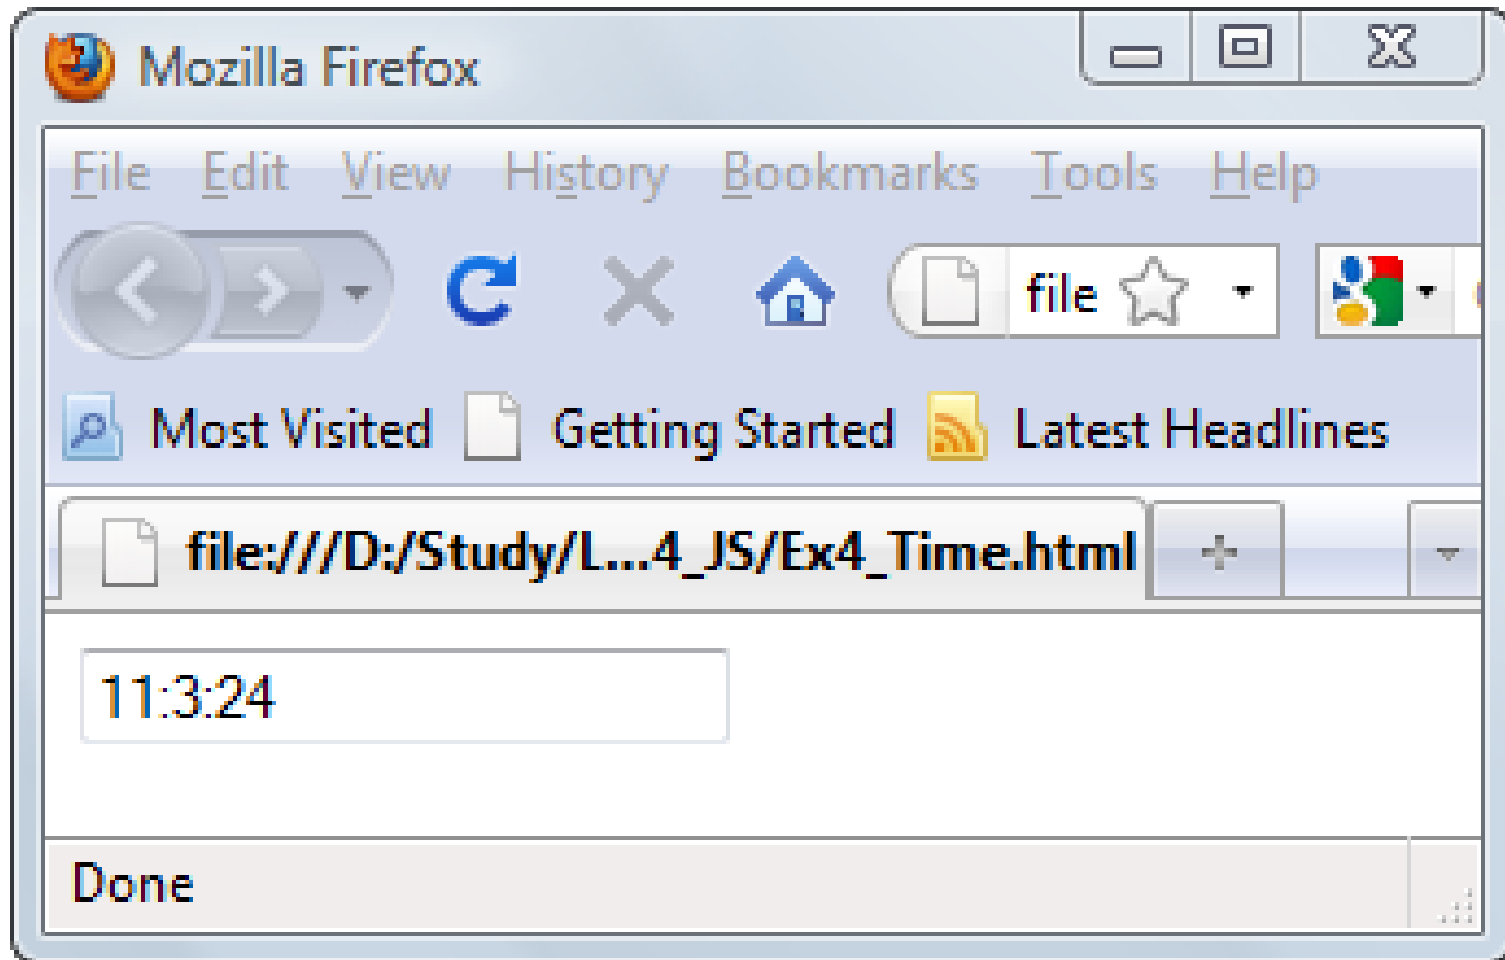 Mozilla Firefox
File Edit View History Bookmarks Tools Help
file
Most Visited Getting Started Latest Headlines
file:///D:/Study/L...4_JS/Ex4_Time.html
11:3:24
Done